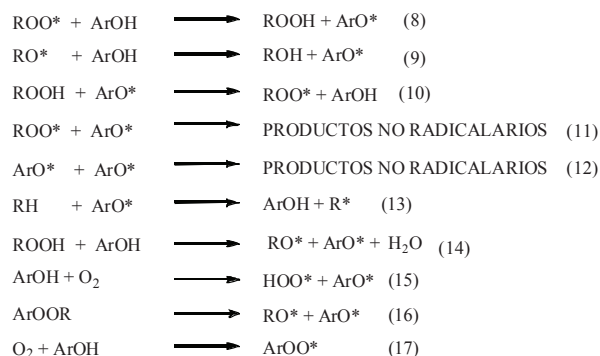 ROO* + ArOH ROOH + ArO* (8)
RO* + ArOH ROH + ArO* (9)
ROOH + ArO* ROO* + ArOH (10)
ROO* + ArO* PRODUCTOS NO RADICALARIOS (11)
ArO* + ArO* PRODUCTOS NO RADICALARIOS (12)
RH + ArO* ArOH + R* (13)
ROOH + ArOH RO* + ArO* + H₂O (14)
ArOH + O₂ HOO* + ArO* (15)
ArOOR RO* + ArO* (16)
O₂ + ArOH ArOO* (17)